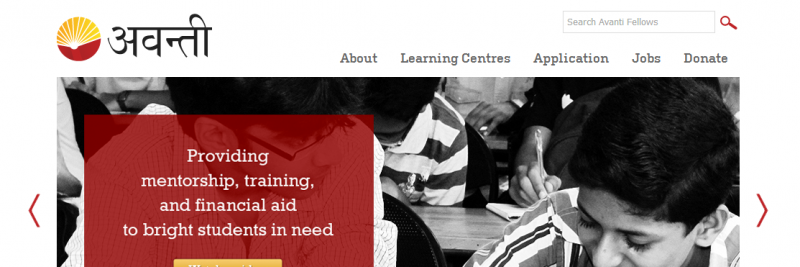 Search Avanti Fellows
अवन्ती
About Learning Centres Application Jobs Donate
Providing
mentorship, training,
and financial aid
to bright students in need